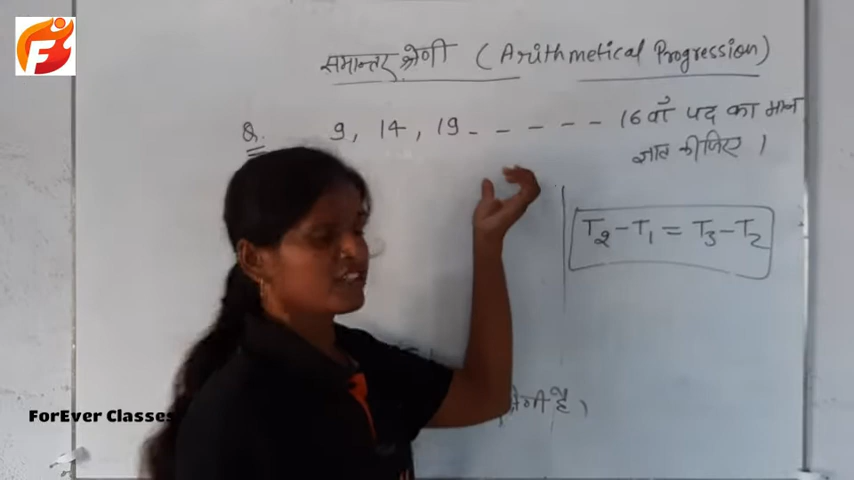 समान्तर श्रेणी ( Arithmetical Progression )
Q. 9, 14, 19 - - - - - 16 वाँ पद का मान
ज्ञात कीजिए ।
T₂ - T₁ = T₃ - T₂
श्रेणी है ।
ForEver Classes